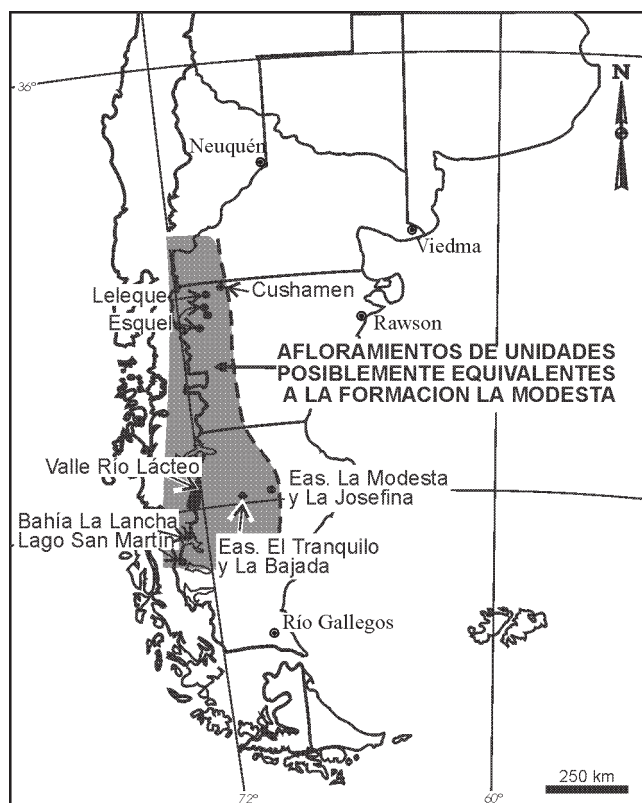 36°
N
Neuquén
Viedma
Leleque
Cushamen
Esquel
Rawson
AFLORAMIENTOS DE UNIDADES
POSIBLEMENTE EQUIVALENTES
A LA FORMACION LA MODESTA
Valle Río Lácteo
Eas. La Modesta
y La Josefina
Bahía La Lancha
Lago San Martín
Eas. El Tranquilo
y La Bajada
Río Gallegos
250 km
72°
60°